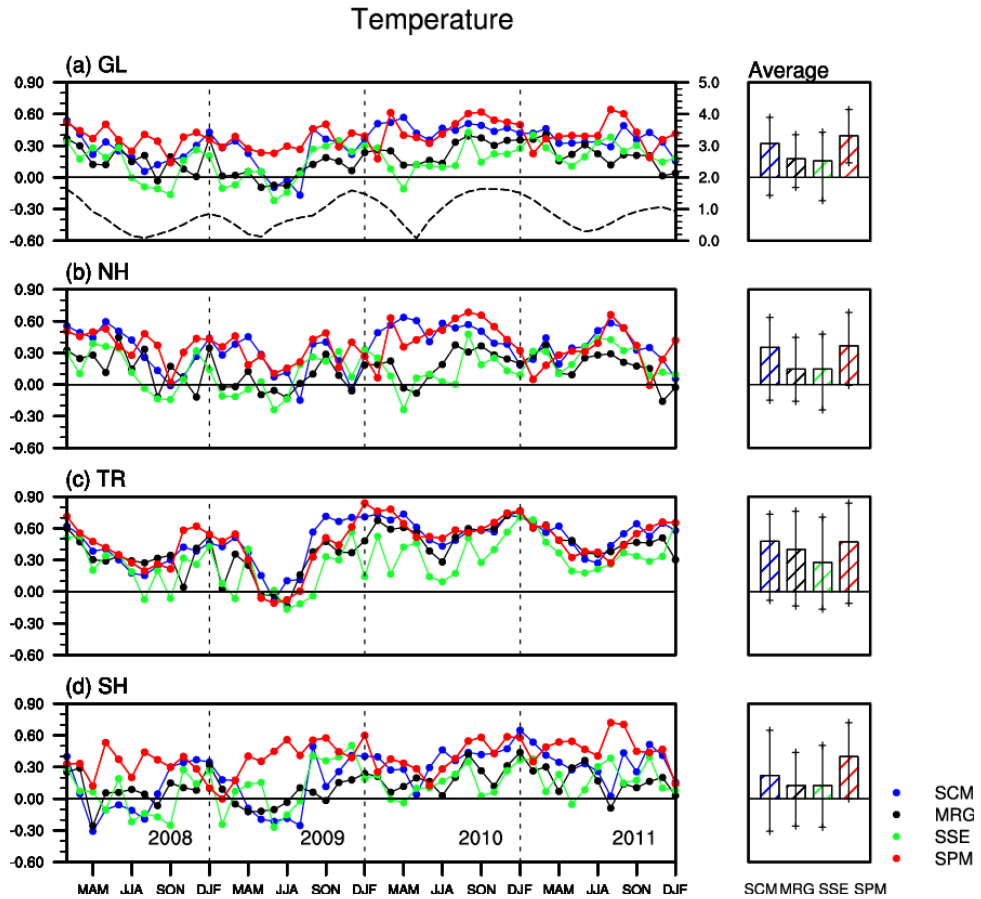 Temperature
(a) GL
Average
0.90
0.60
0.30
0.00
-0.30
-0.60
5.0
4.0
3.0
2.0
1.0
0.0
(b) NH
0.90
0.60
0.30
0.00
-0.30
-0.60
(c) TR
0.90
0.60
0.30
0.00
-0.30
-0.60
(d) SH
0.90
0.60
0.30
0.00
-0.30
-0.60
2008 2009 2010 2011
MAM JJA SON DJF MAM JJA SON DJF MAM JJA SON DJF MAM JJA SON DJF
SCM MRG SSE SPM
SCM
MRG
SSE
SPM